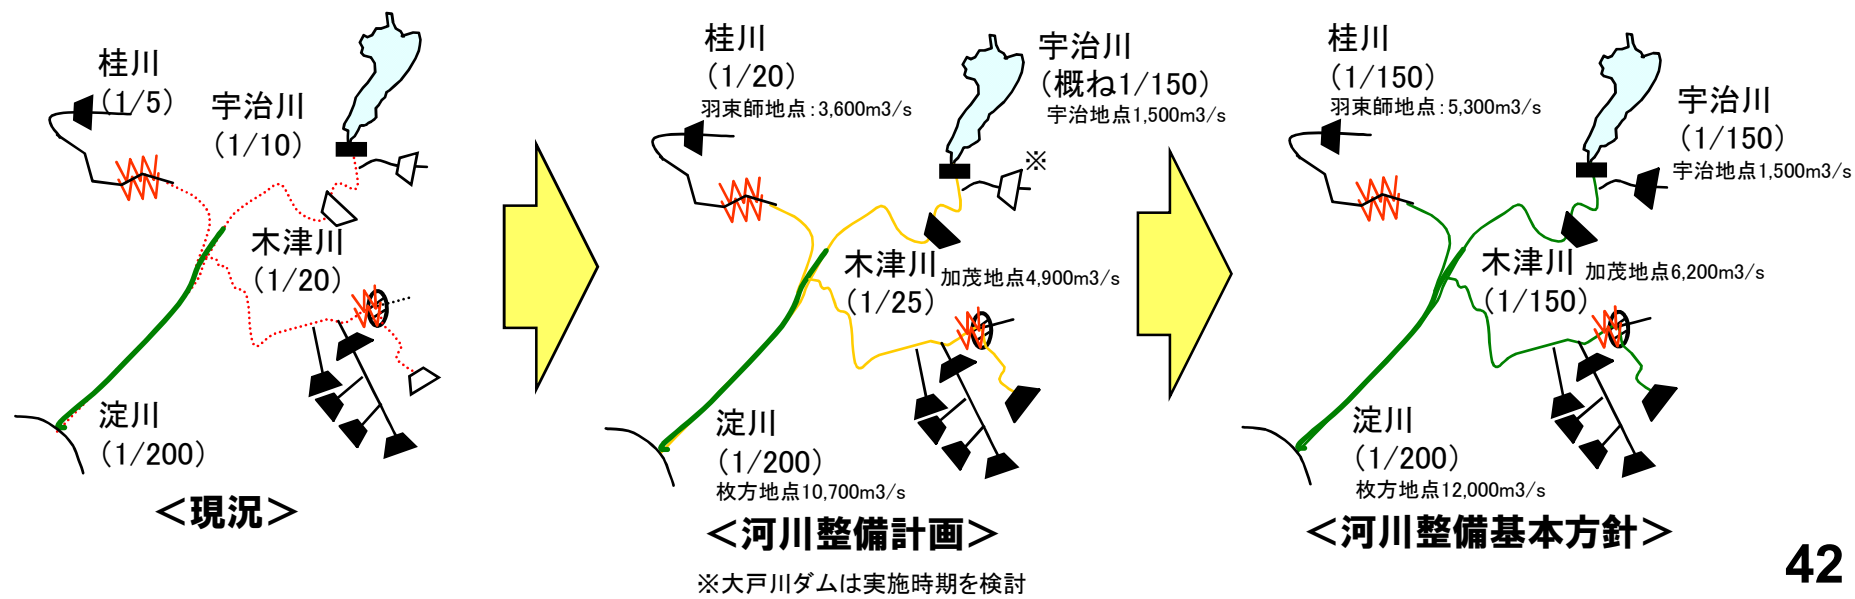 桂川
(1/5)
宇治川
(1/10)
木津川
(1/20)
淀川
(1/200)
＜現況＞
桂川
(1/20)
羽束師地点：3,600m3/s
宇治川
(概ね1/150)
宇治地点1,500m3/s
※
木津川 加茂地点4,900m3/s
(1/25)
淀川
(1/200)
枚方地点10,700m3/s
＜河川整備計画＞
※大戸川ダムは実施時期を検討
桂川
(1/150)
羽束師地点：5,300m3/s
宇治川
(1/150)
宇治地点1,500m3/s
木津川 加茂地点6,200m3/s
(1/150)
淀川
(1/200)
枚方地点12,000m3/s
＜河川整備基本方針＞
42